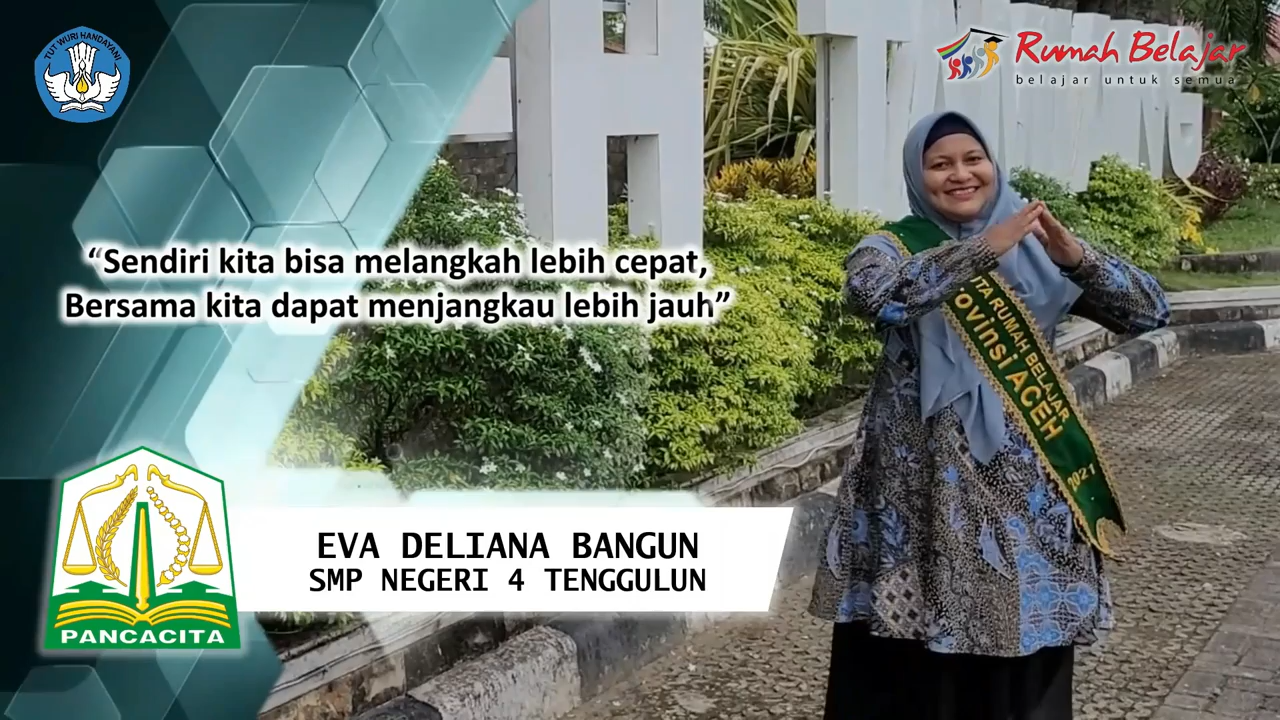 TUT WURI HANDAYANI
Rumah Belajar
belajar untuk semua
“Sendiri kita bisa melangkah lebih cepat,
Bersama kita dapat menjangkau lebih jauh”
TA RUMAH BELAJAR
ovinsi ACEH
2021
EVA DELIANA BANGUN
SMP NEGERI 4 TENGGULUN
PANCACITA